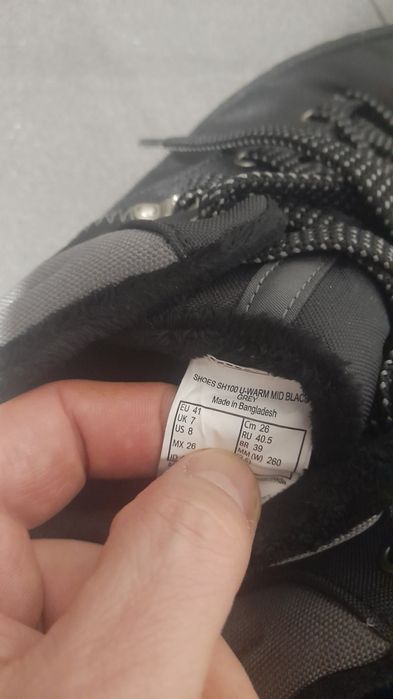 SHOES SH100 U-WARM MID BLACK
GREY
Made in Bangladesh
EU 41
UK 7
US 8
MX 26
Cm 26
RU 40.5
BR 39
MM (W) 260